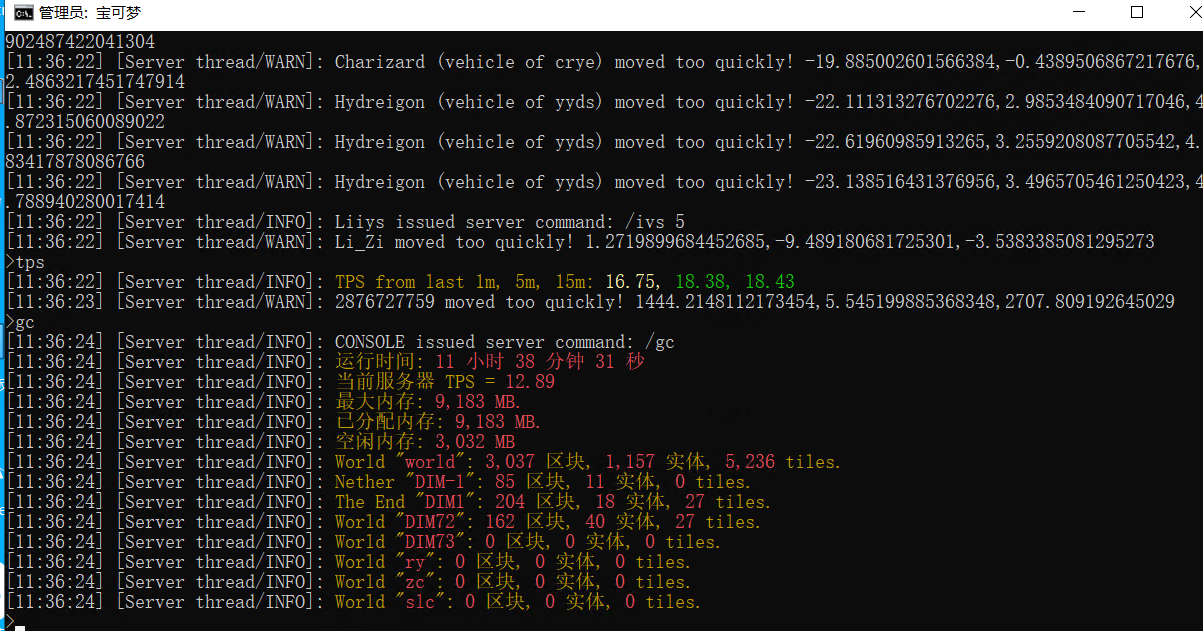 管理员: 宝可梦
902487422041304
[11:36:22] [Server thread/WARN]: Charizard (vehicle of crye) moved too quickly! -19.885002601566384,-0.4389506867217676,
2.4863217451747914
[11:36:22] [Server thread/WARN]: Hydreigon (vehicle of yyds) moved too quickly! -22.111313276702276,2.9853484090717046,4
.872315060089022
[11:36:22] [Server thread/WARN]: Hydreigon (vehicle of yyds) moved too quickly! -22.61960985913265,3.2559208087705542,4.
83417878086766
[11:36:22] [Server thread/WARN]: Hydreigon (vehicle of yyds) moved too quickly! -23.138516431376956,3.4965705461250423,4
.788940280017414
[11:36:22] [Server thread/INFO]: Liiys issued server command: /ivs 5
[11:36:22] [Server thread/WARN]: Li_Zi moved too quickly! 1.2719899684452685,-9.489180681725301,-3.5383385081295273
>tps
[11:36:22] [Server thread/INFO]: TPS from last 1m, 5m, 15m: 16.75, 18.38, 18.43
[11:36:23] [Server thread/WARN]: 2876727759 moved too quickly! 1444.2148112173454,5.545199885368348,2707.809192645029
>gc
[11:36:24] [Server thread/INFO]: CONSOLE issued server command: /gc
[11:36:24] [Server thread/INFO]: 运行时间: 11 小时 38 分钟 31 秒
[11:36:24] [Server thread/INFO]: 当前服务器 TPS = 12.89
[11:36:24] [Server thread/INFO]: 最大内存: 9,183 MB.
[11:36:24] [Server thread/INFO]: 已分配内存: 9,183 MB.
[11:36:24] [Server thread/INFO]: 空闲内存: 3,032 MB
[11:36:24] [Server thread/INFO]: World "world": 3,037 区块, 1,157 实体, 5,236 tiles.
[11:36:24] [Server thread/INFO]: Nether "DIM-1": 85 区块, 11 实体, 0 tiles.
[11:36:24] [Server thread/INFO]: The End "DIM1": 204 区块, 18 实体, 27 tiles.
[11:36:24] [Server thread/INFO]: World "DIM72": 162 区块, 40 实体, 27 tiles.
[11:36:24] [Server thread/INFO]: World "DIM73": 0 区块, 0 实体, 0 tiles.
[11:36:24] [Server thread/INFO]: World "ry": 0 区块, 0 实体, 0 tiles.
[11:36:24] [Server thread/INFO]: World "zc": 0 区块, 0 实体, 0 tiles.
[11:36:24] [Server thread/INFO]: World "slc": 0 区块, 0 实体, 0 tiles.
>